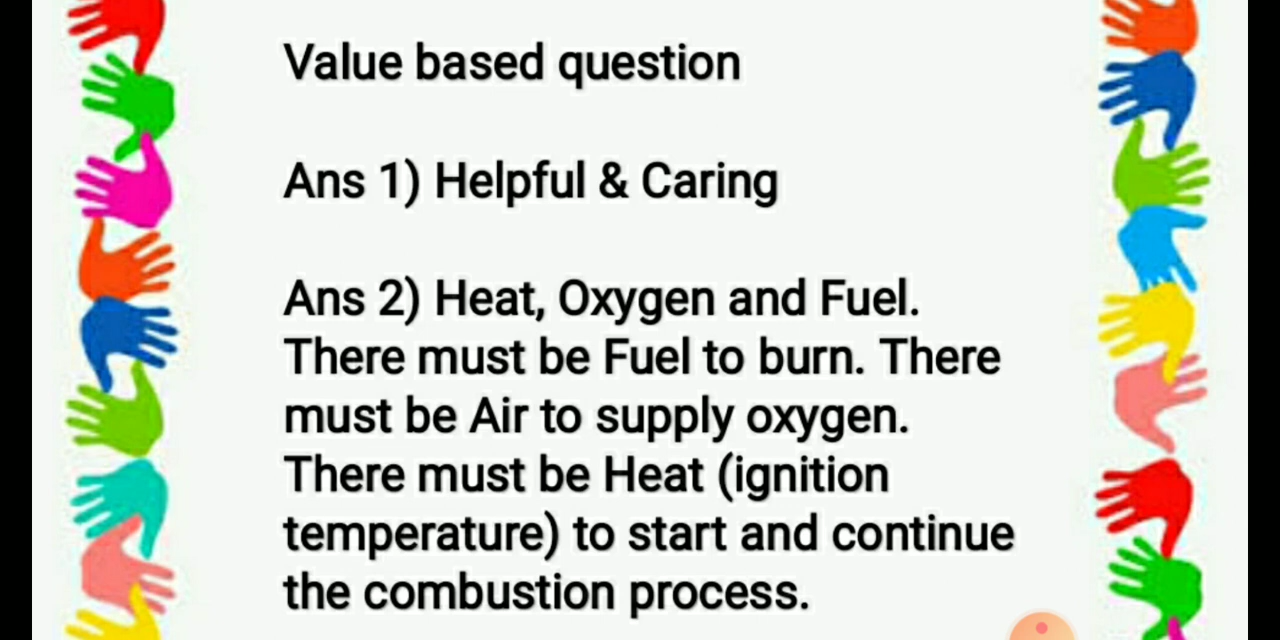 Value based question
Ans 1) Helpful & Caring
Ans 2) Heat, Oxygen and Fuel.
There must be Fuel to burn. There
must be Air to supply oxygen.
There must be Heat (ignition
temperature) to start and continue
the combustion process.